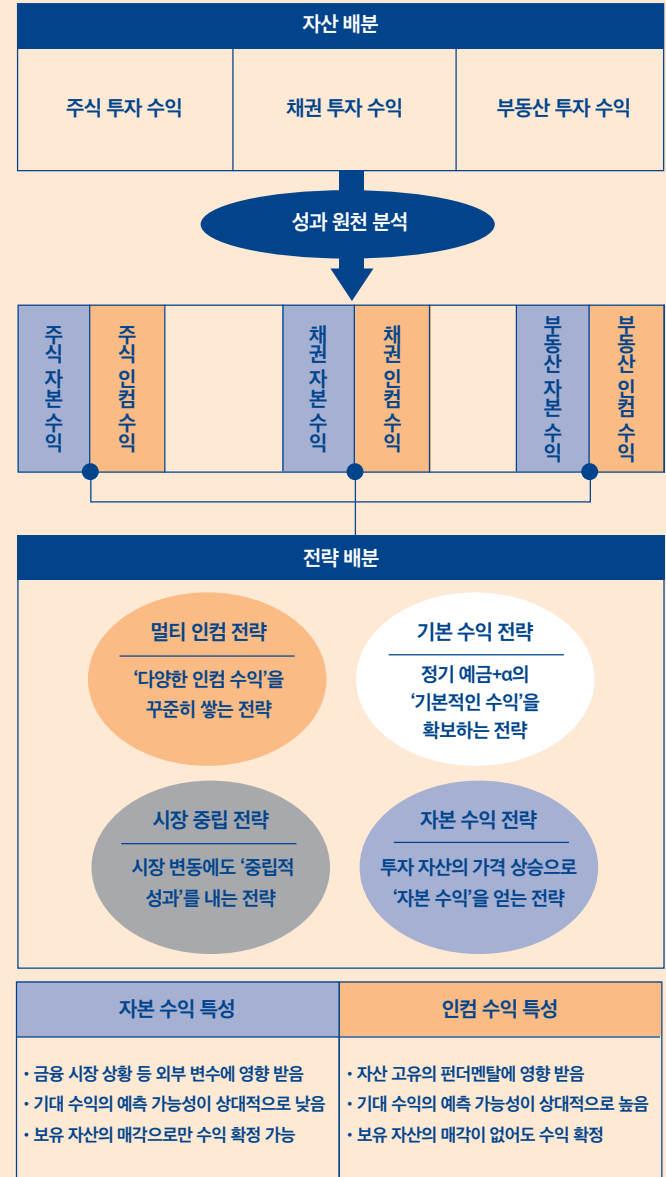 자산 배분
주식 투자 수익
채권 투자 수익
부동산 투자 수익
성과 원천 분석
주식 자본 수익
주식 인컴 수익
채권 자본 수익
채권 인컴 수익
부동산 자본 수익
부동산 인컴 수익
전략 배분
멀티 인컴 전략
‘다양한 인컴 수익’을
꾸준히 쌓는 전략
기본 수익 전략
정기 예금+α의
‘기본적인 수익’을
확보하는 전략
시장 중립 전략
시장 변동에도 ‘중립적
성과’를 내는 전략
자본 수익 전략
투자 자산의 가격 상승으로
‘자본 수익’을 얻는 전략
자본 수익 특성
• 금융 시장 상황 등 외부 변수에 영향 받음
• 기대 수익의 예측 가능성이 상대적으로 낮음
• 보유 자산의 매각으로만 수익 확정 가능
인컴 수익 특성
• 자산 고유의 펀더멘탈에 영향 받음
• 기대 수익의 예측 가능성이 상대적으로 높음
• 보유 자산의 매각이 없어도 수익 확정